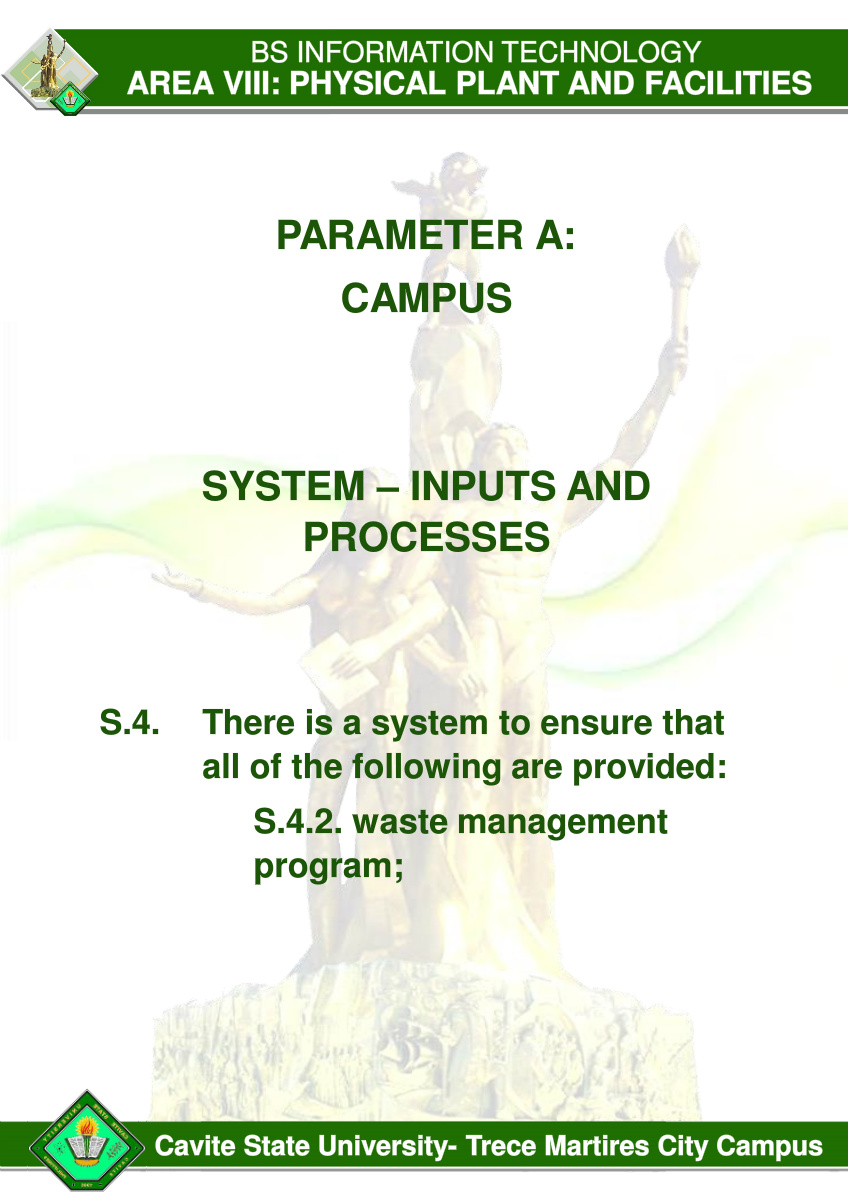 BS INFORMATION TECHNOLOGY
AREA VIII: PHYSICAL PLANT AND FACILITIES
PARAMETER A:
CAMPUS
SYSTEM – INPUTS AND
PROCESSES
S.4. There is a system to ensure that
all of the following are provided:
S.4.2. waste management
program;
Cavite State University- Trece Martires City Campus